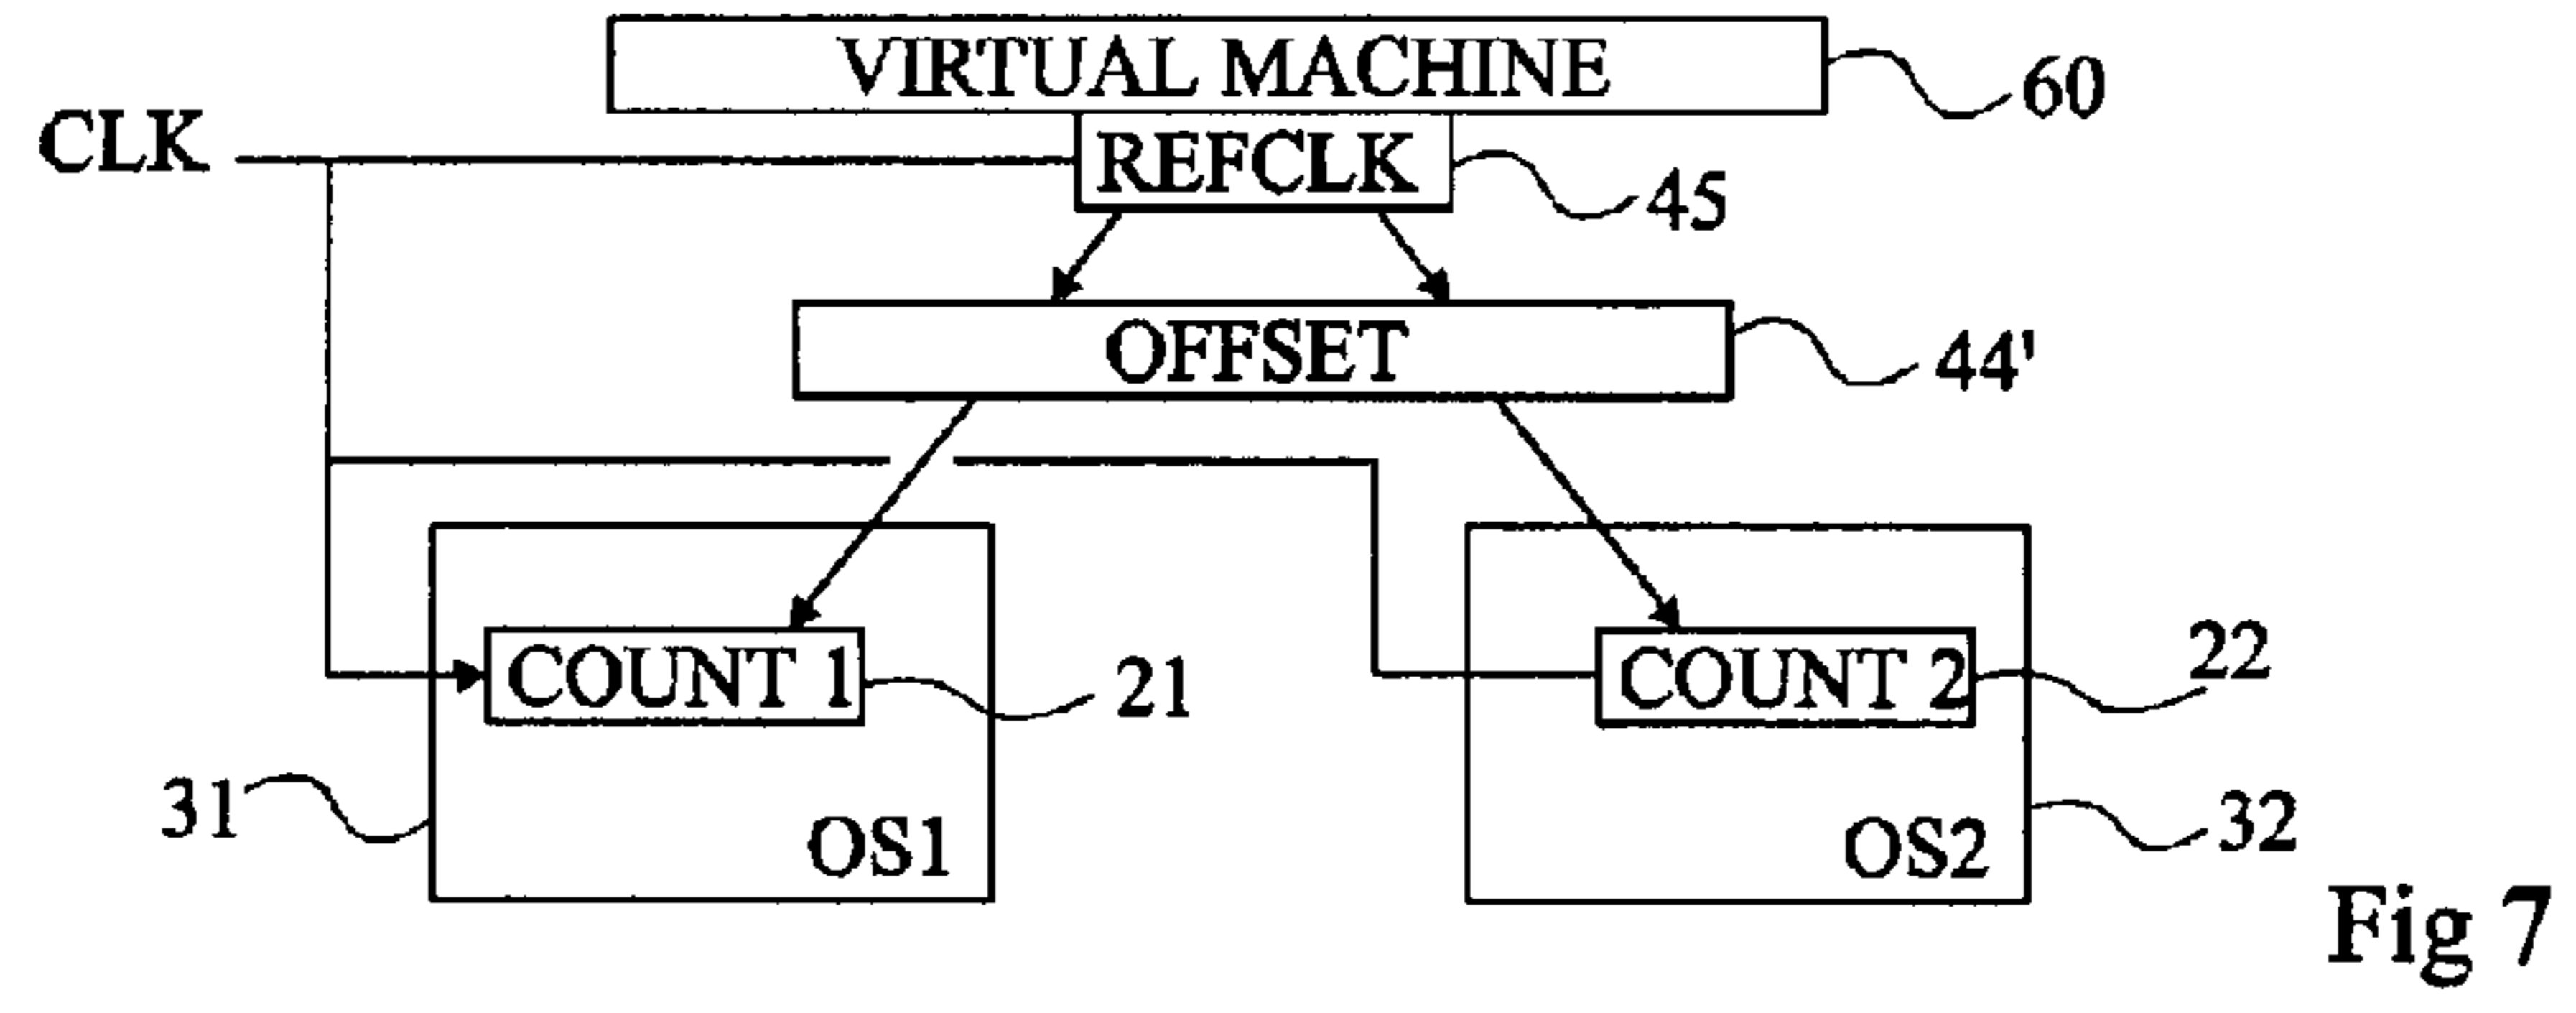 VIRTUAL MACHINE
60
CLK
REFCLK
45
OFFSET
44'
COUNT 1
21
COUNT 2
22
31
OS1
OS2
32
Fig 7